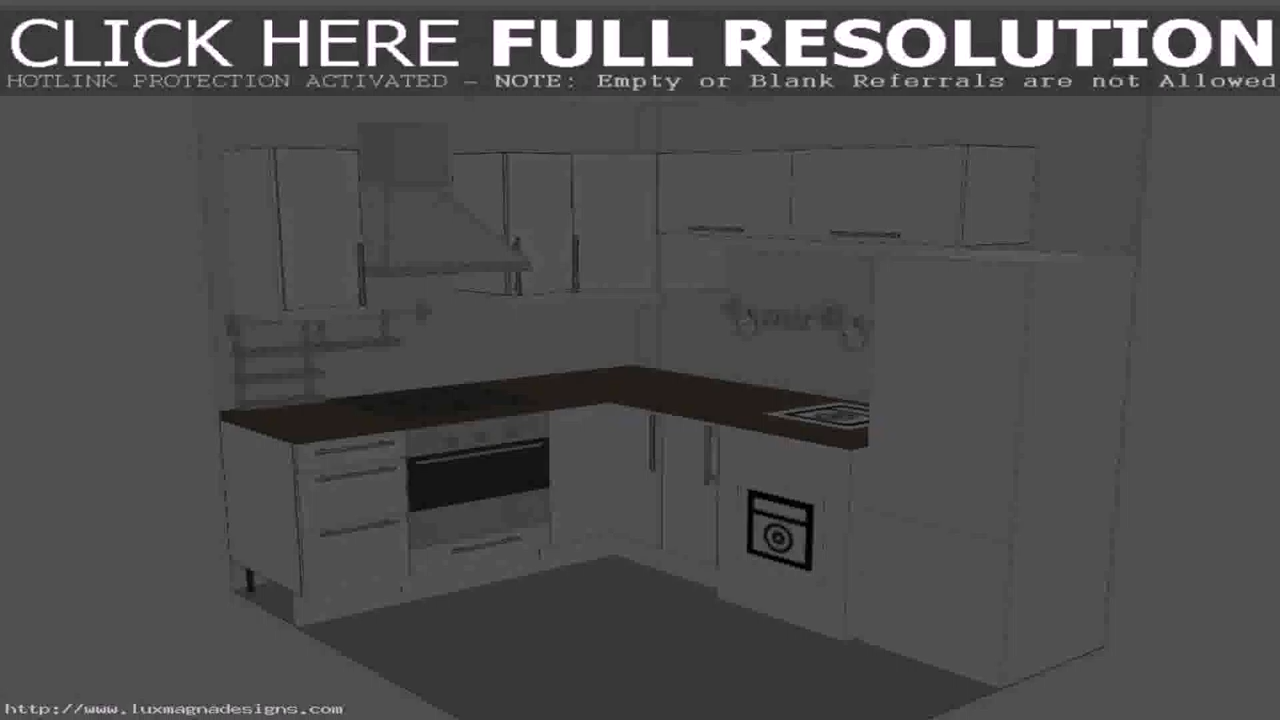 CLICK HERE FULL RESOLUTION
HOTLINK PROTECTION ACTIVATED – NOTE: Empty or Blank Referrals are not Allowed
http://www.luxmagnadesigns.com